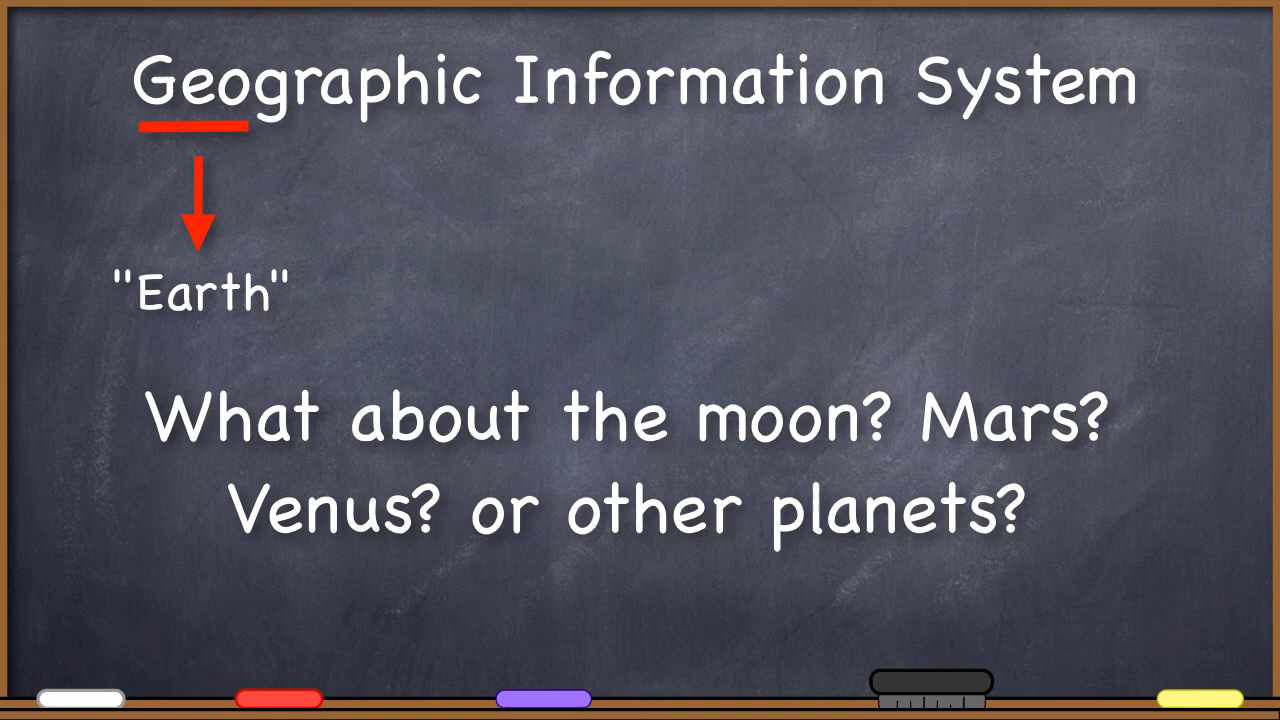 Geographic Information System
"Earth"
What about the moon? Mars?
Venus? or other planets?